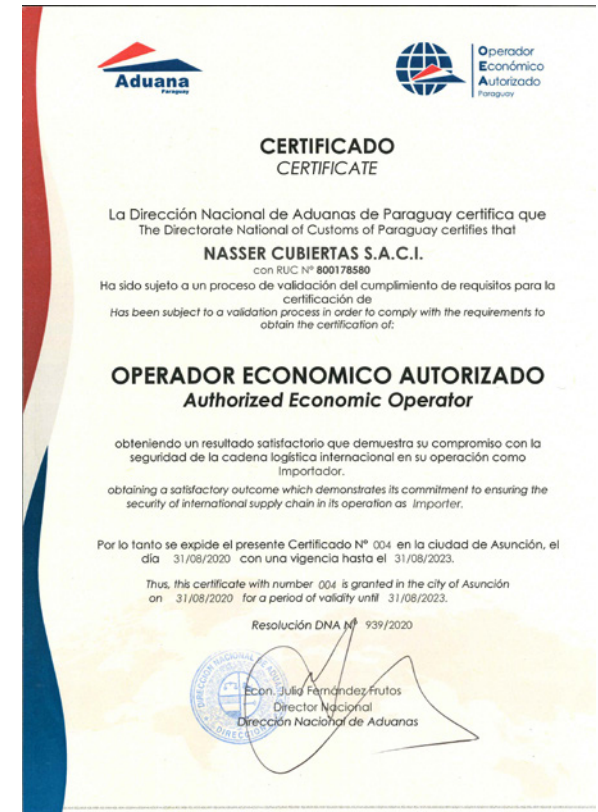 Aduana
Paraguay
Operador
Económico
Autorizado
Paraguay
CERTIFICADO
CERTIFICATE
La Dirección Nacional de Aduanas de Paraguay certifica que
The Directorate National of Customs of Paraguay certifies that
NASSER CUBIERTAS S.A.C.I.
con RUC Nº 800178580
Ha sido sujeto a un proceso de validación del cumplimiento de requisitos para la
certificación de
Has been subject to a validation process in order to comply with the requirements to
obtain the certification of:
OPERADOR ECONOMICO AUTORIZADO
Authorized Economic Operator
obteniendo un resultado satisfactorio que demuestra su compromiso con la
seguridad de la cadena logística internacional en su operación como
Importador.
obtaining a satisfactory outcome which demonstrates its commitment to ensuring the
security of international supply chain in its operation as Importer.
Por lo tanto se expide el presente Certificado Nº 004 en la ciudad de Asunción, el
día 31/08/2020 con una vigencia hasta el 31/08/2023.
Thus, this certificate with number 004 is granted in the city of Asunción
on 31/08/2020 for a period of validity until 31/08/2023.
Resolución DNA Nº 939/2020
DIRECCION NACIONAL DE ADUANAS
DIRECCION
Econ. Julio Fernández Frutos
Director Nacional
Dirección Nacional de Aduanas